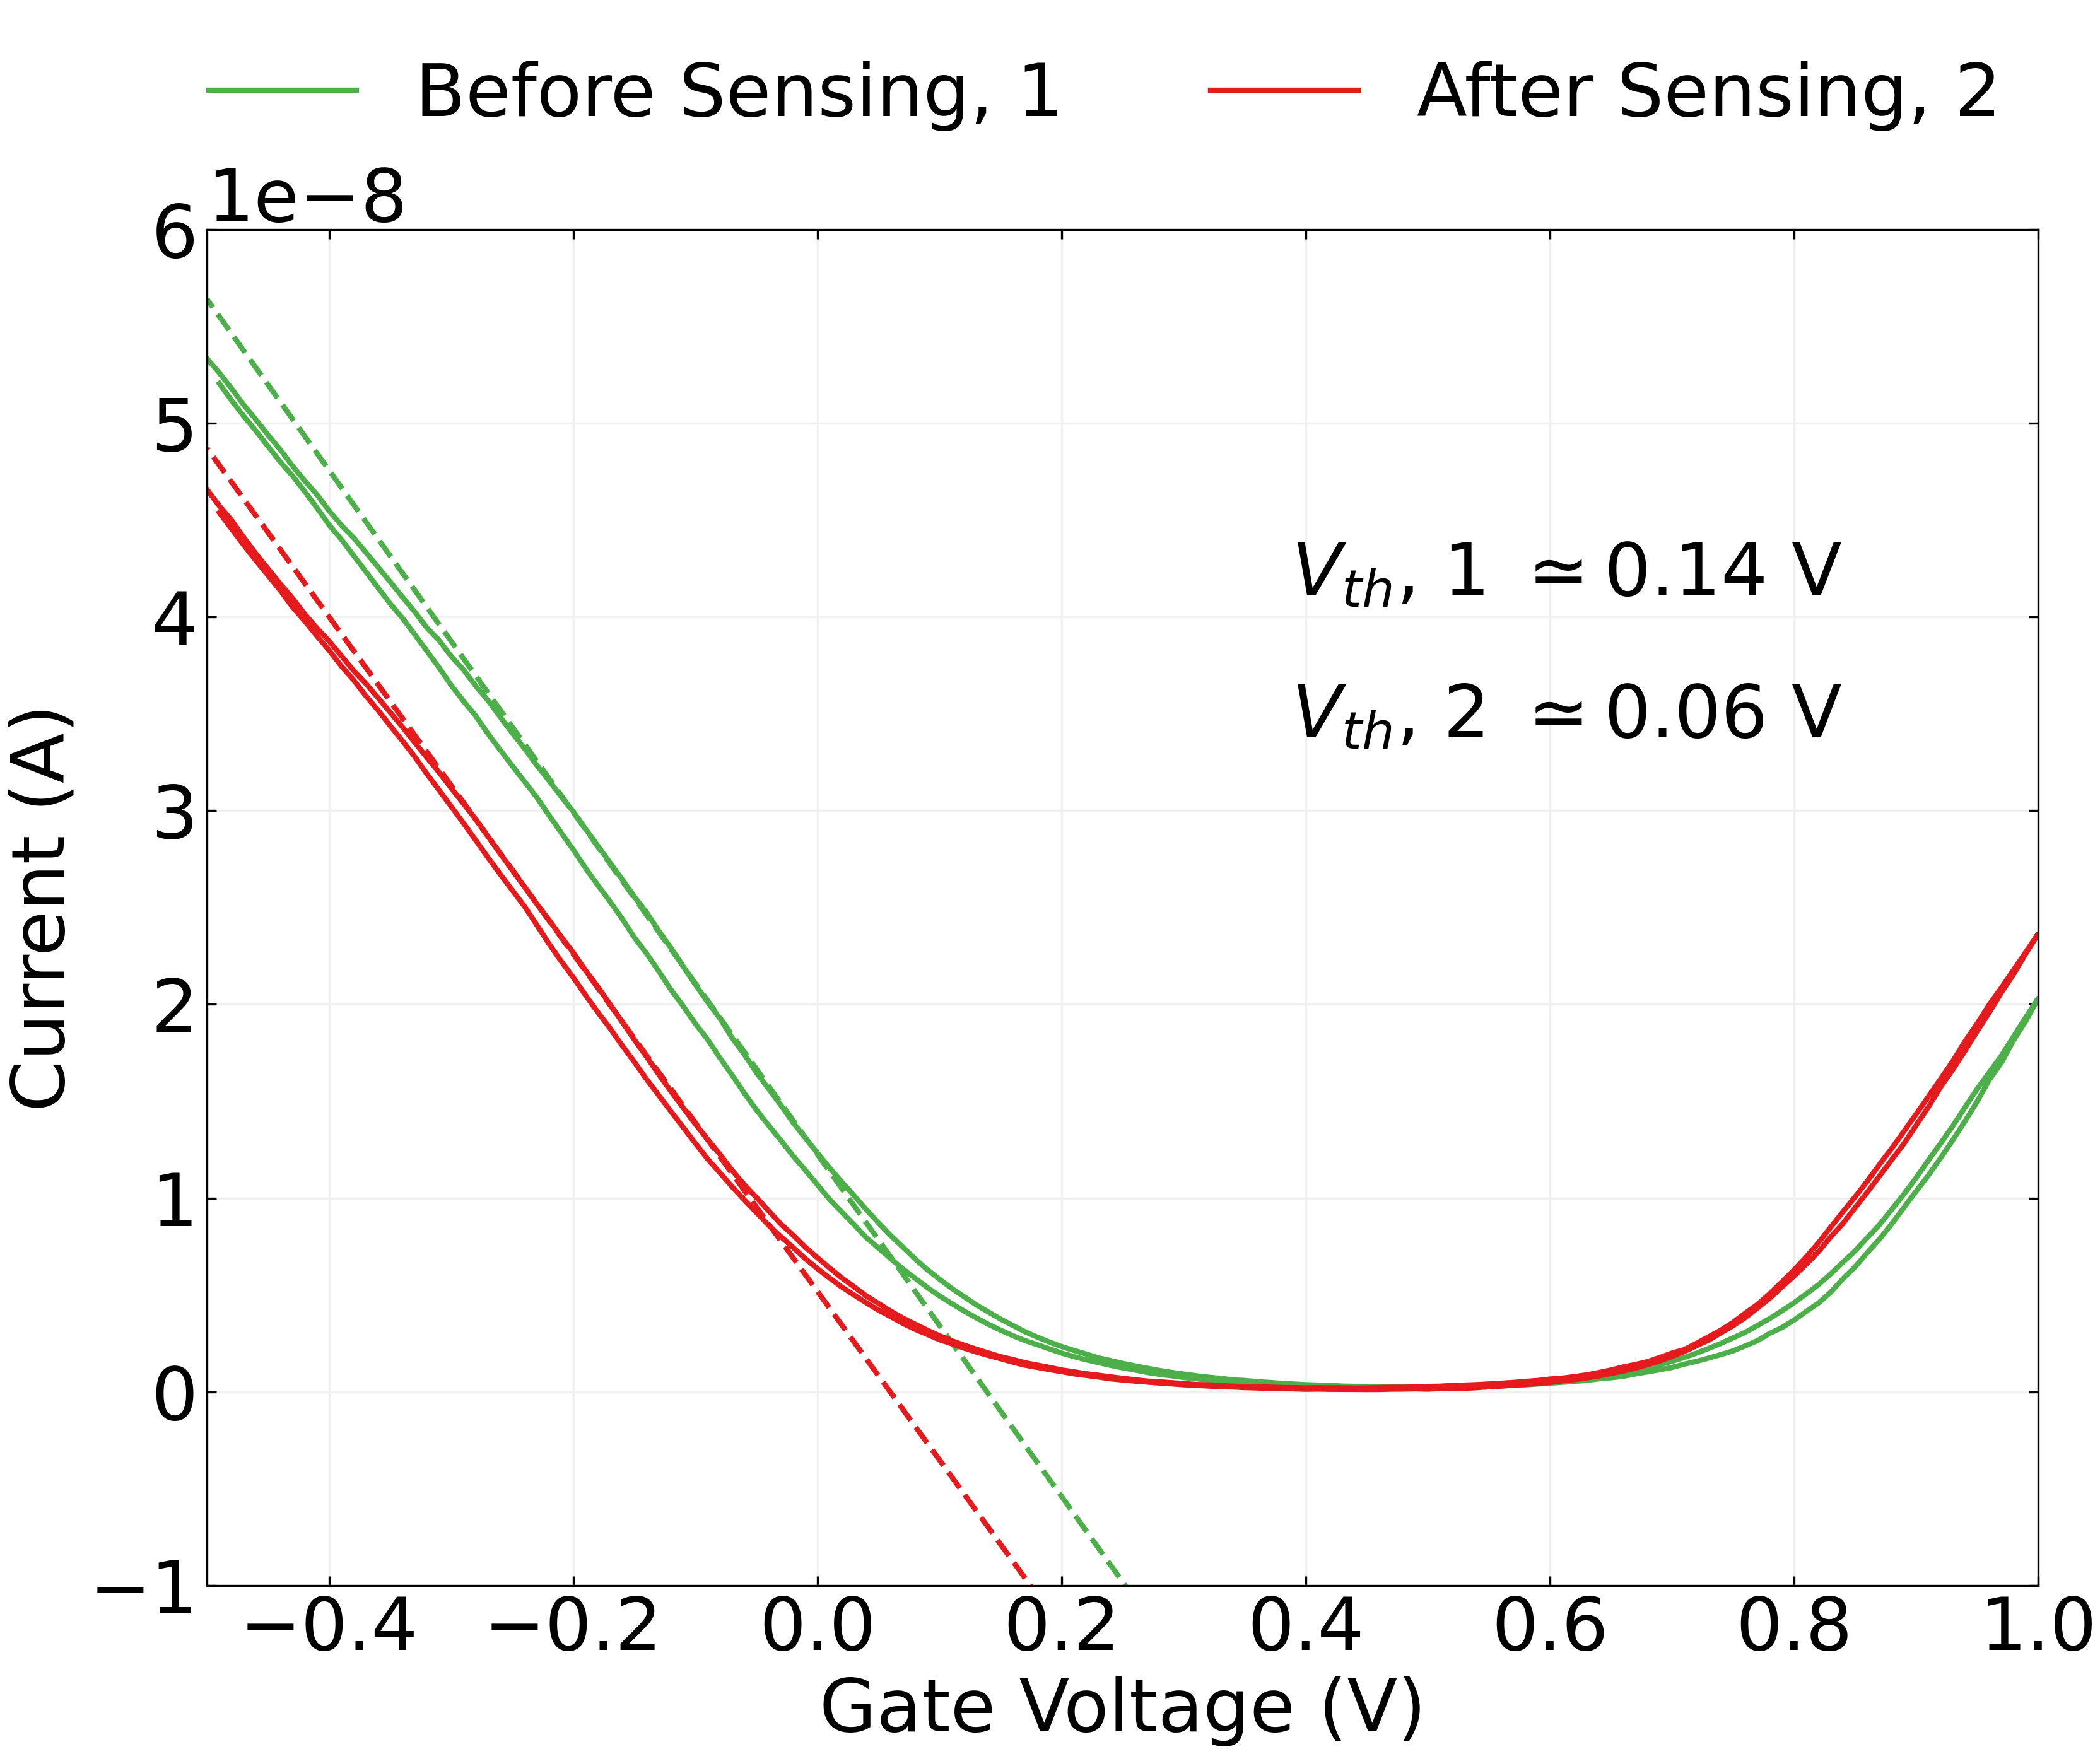 Before Sensing, 1
After Sensing, 2
1e−8
6
5
4
3
2
1
0
−1
Current (A)
V_th, 1 ≃0.14 V
V_th, 2 ≃0.06 V
−0.4 −0.2 0.0 0.2 0.4 0.6 0.8 1.0
Gate Voltage (V)